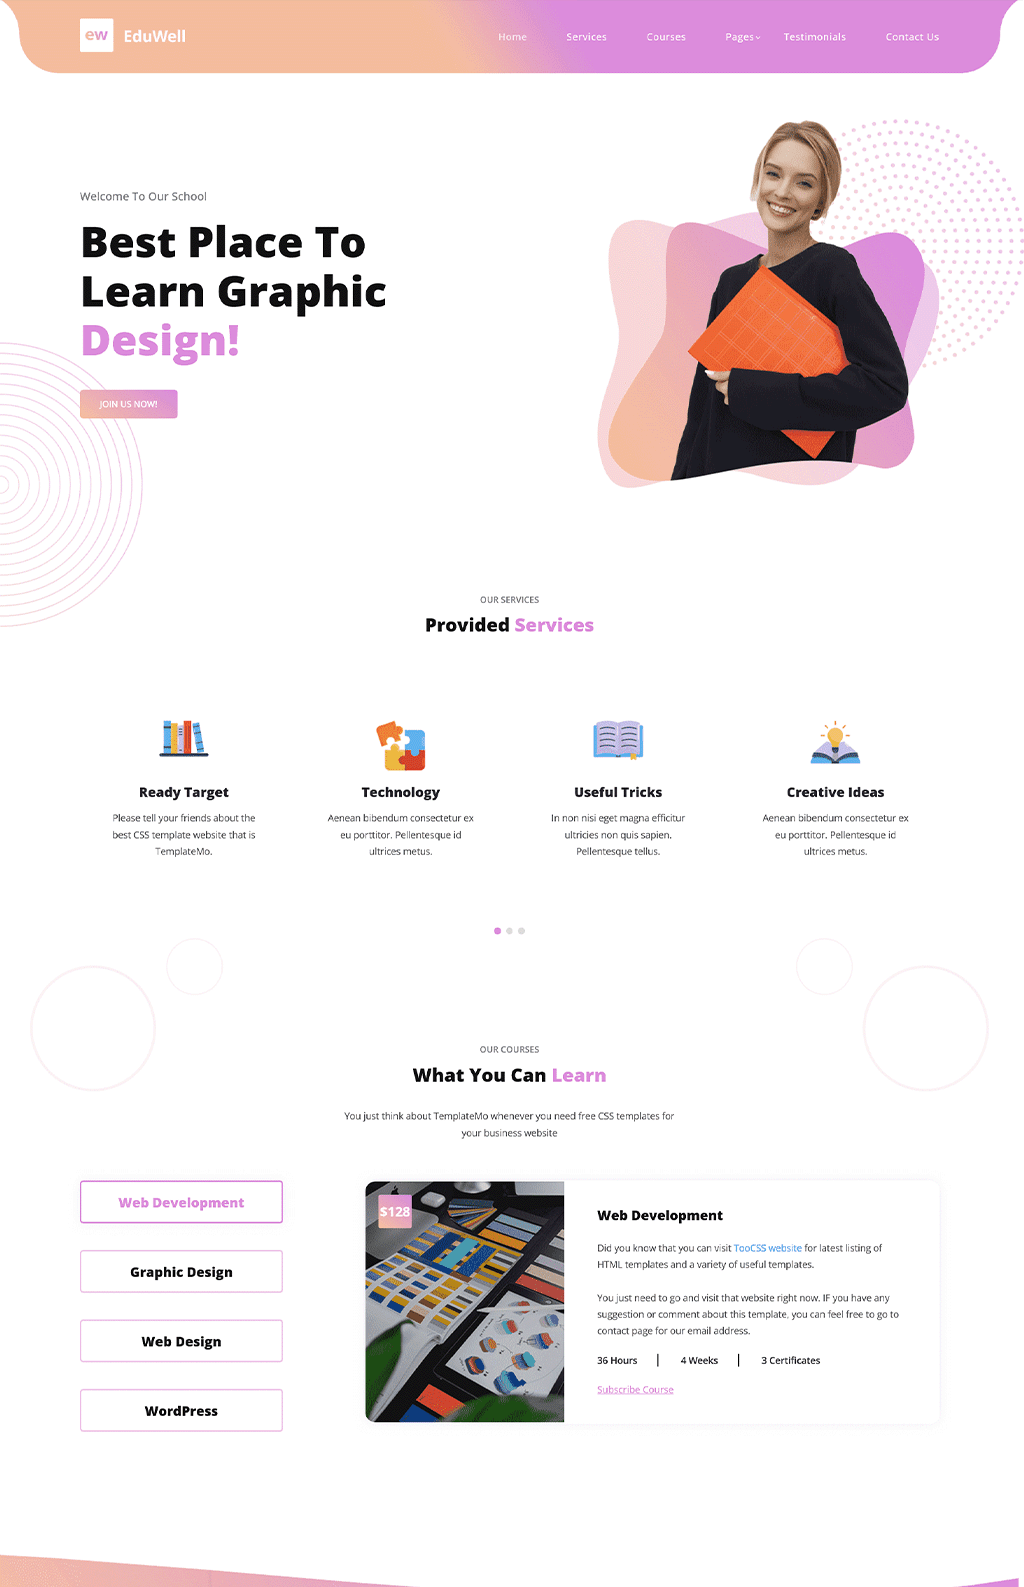 ew EduWell
Home Services Courses Pages Testimonials Contact Us
Welcome To Our School
Best Place To
Learn Graphic
Design!
JOIN US NOW!
OUR SERVICES
Provided Services
Ready Target
Please tell your friends about the
best CSS template website that is
TemplateMo.
Technology
Aenean bibendum consectetur ex
eu porttitor. Pellentesque id
ultrices metus.
Useful Tricks
In non nisi eget magna efficitur
ultricies non quis sapien.
Pellentesque tellus.
Creative Ideas
Aenean bibendum consectetur ex
eu porttitor. Pellentesque id
ultrices metus.
OUR COURSES
What You Can Learn
You just think about TemplateMo whenever you need free CSS templates for
your business website
Web Development
Graphic Design
Web Design
WordPress
$128
Web Development
Did you know that you can visit TooCSS website for latest listing of
HTML templates and a variety of useful templates.
You just need to go and visit that website right now. IF you have any
suggestion or comment about this template, you can feel free to go to
contact page for our email address.
36 Hours 4 Weeks 3 Certificates
Subscribe Course